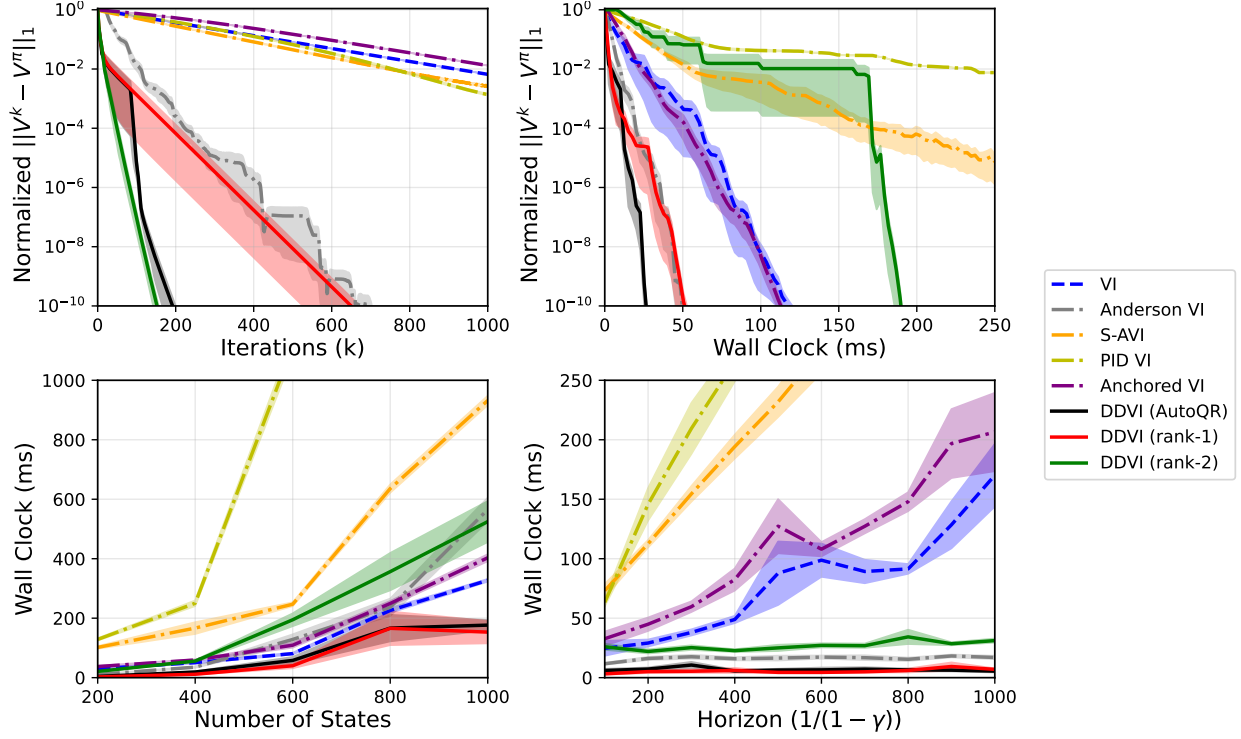 10^0
10^{-2}
10^{-4}
10^{-6}
10^{-8}
10^{-10}
Normalized ||V^k − V^π||_1
0 200 400 600 800 1000
Iterations (k)
10^0
10^{-2}
10^{-4}
10^{-6}
10^{-8}
10^{-10}
Normalized ||V^k − V^π||_1
0 50 100 150 200 250
Wall Clock (ms)
1000
800
600
400
200
0
Wall Clock (ms)
200 400 600 800 1000
Number of States
250
200
150
100
50
0
Wall Clock (ms)
200 400 600 800 1000
Horizon (1/(1 − γ))
VI
Anderson VI
S-AVI
PID VI
Anchored VI
DDVI (AutoQR)
DDVI (rank-1)
DDVI (rank-2)